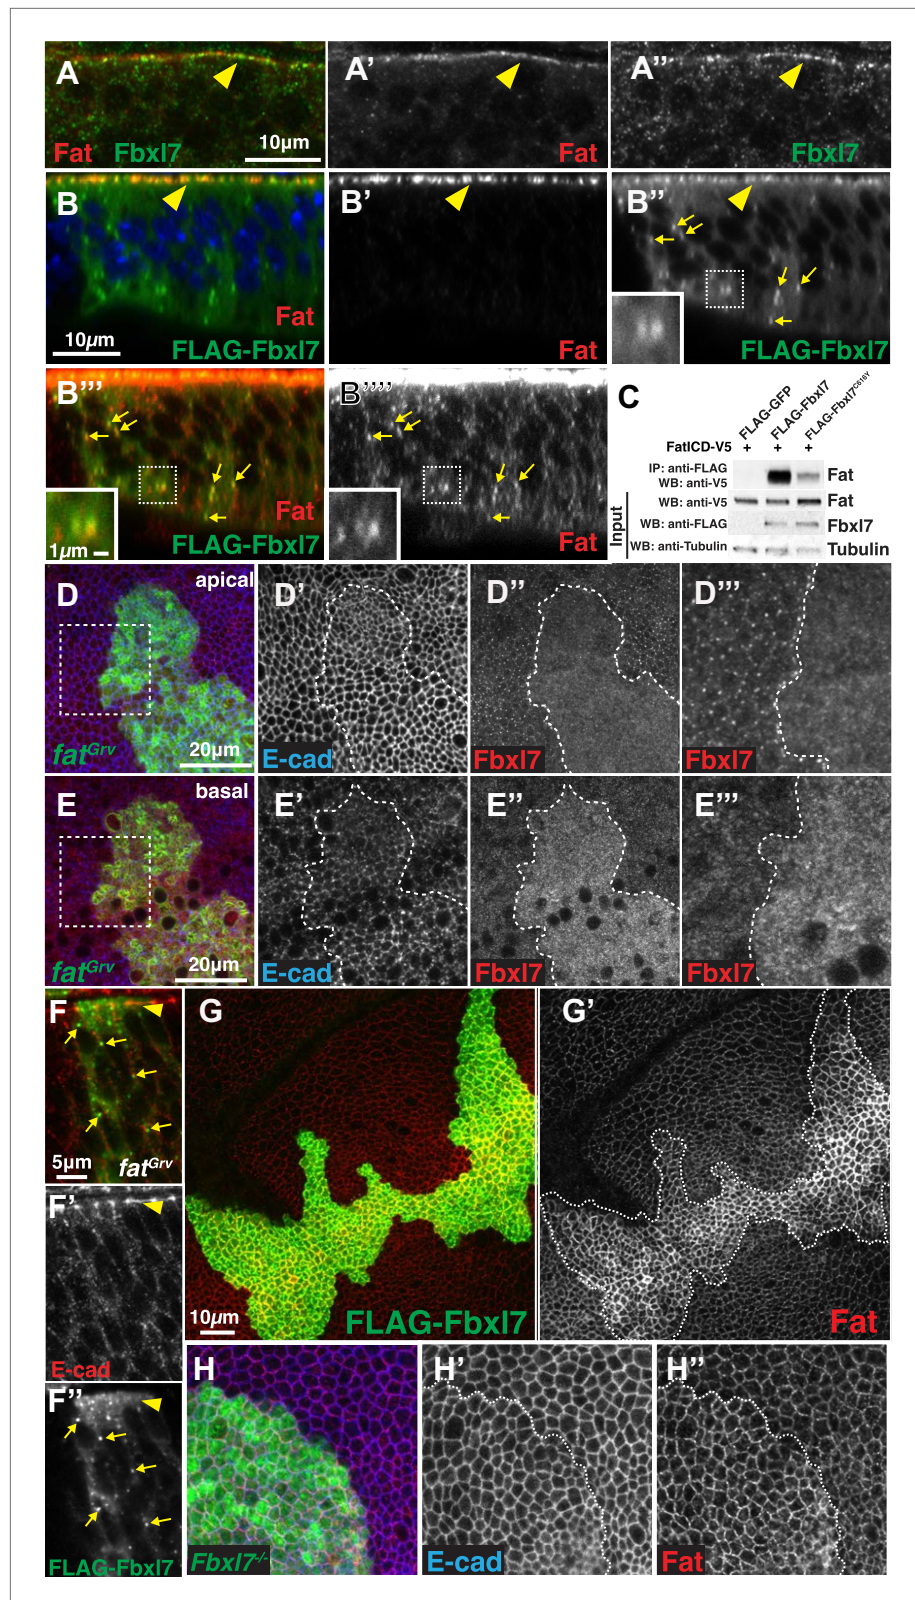 A
Fat Fbxl7
10µm
A'
Fat
A''
Fbxl7
B
10µm
Fat
FLAG-Fbxl7
B'
Fat
B''
FLAG-Fbxl7
B'''
1µm
Fat
FLAG-Fbxl7
B''''
Fat
C
FLAG-GFP
FLAG-Fbxl7
FLAG-Fbxl7C616Y
FatICD-V5 + + +
IP: anti-FLAG
WB: anti-V5
Fat
Input
WB: anti-V5 Fat
WB: anti-FLAG Fbxl7
WB: anti-Tubulin Tubulin
D
apical
fatGrv
20µm
D'
E-cad
D''
Fbxl7
D'''
Fbxl7
E
basal
fatGrv
20µm
E'
E-cad
E''
Fbxl7
E'''
Fbxl7
F
5µm
fatGrv
F'
E-cad
F''
FLAG-Fbxl7
G
10µm
FLAG-Fbxl7
G'
Fat
H
Fbxl7-/-
H'
E-cad
H''
Fat